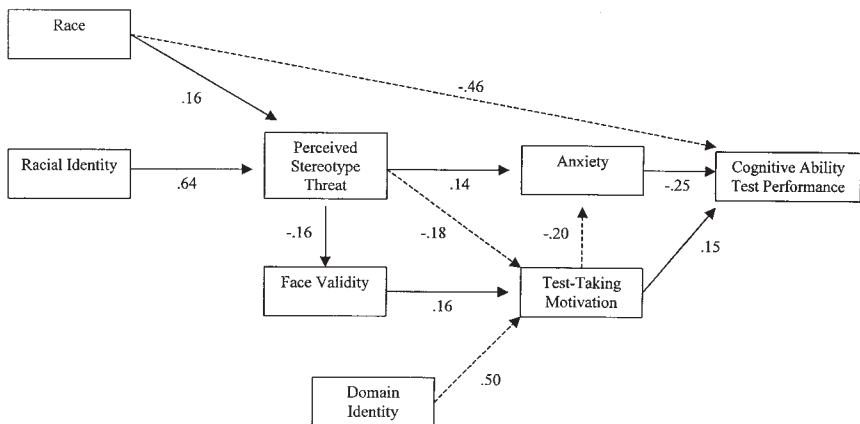 Race
-.46
.16
Racial Identity
.64
Perceived
Stereotype
Threat
.14
Anxiety
-.25
Cognitive Ability
Test Performance
-.16
-.18
-.20
.15
Face Validity
.16
Test-Taking
Motivation
.50
Domain
Identity